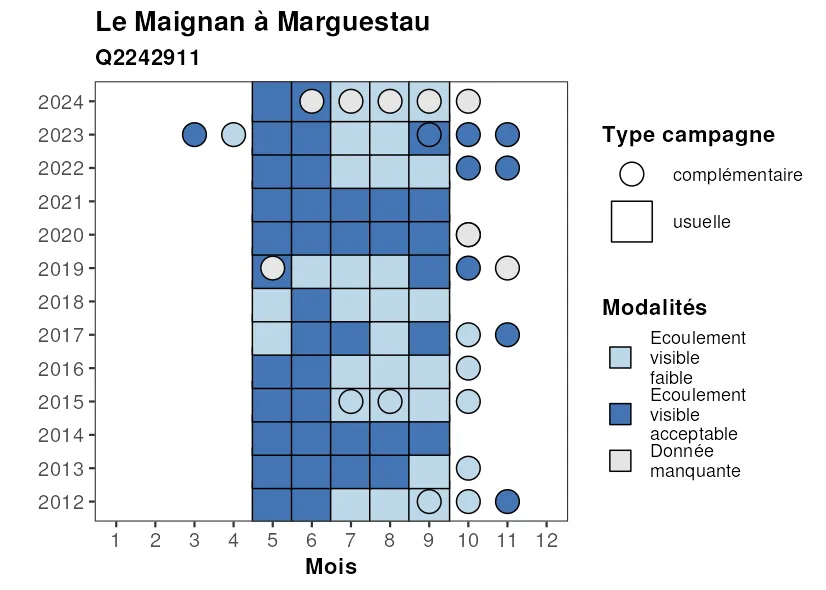 Le Maignan à Marguestau
Q2242911
2024
2023
2022
2021
2020
2019
2018
2017
2016
2015
2014
2013
2012
1 2 3 4 5 6 7 8 9 10 11 12
Mois
Type campagne
complémentaire
usuelle
Modalités
Ecoulement
visible
faible
Ecoulement
visible
acceptable
Donnée
manquante